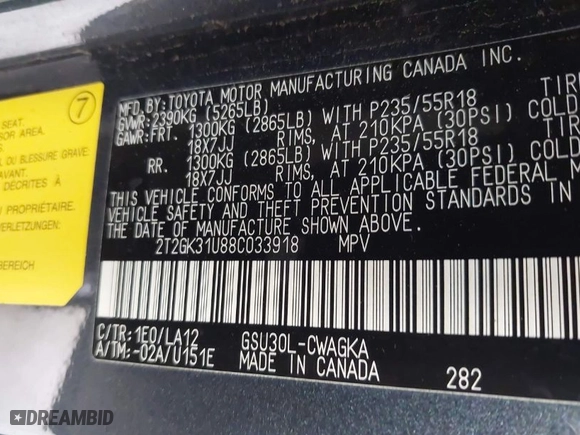 7
SEAT.
SOR AREA.
OU BLESSURE GRAVE
AVANT.
DÉCRITES À
U PROPRIÉTAIRE.
BEREICH
MFD. BY: TOYOTA MOTOR MANUFACTURING CANADA INC.
GVWR: 2390KG (5265LB)
GAWR: FRT. 1300KG (2865LB) WITH P235/55R18 TIR
18X7JJ RIMS, AT 210KPA (30PSI) COLD
RR. 1300KG (2865LB) WITH P235/55R18 TIR
18X7JJ RIMS, AT 210KPA (30PSI) COLD
THIS VEHICLE CONFORMS TO ALL APPLICABLE FEDERAL M
VEHICLE SAFETY AND THEFT PREVENTION STANDARDS IN
THE DATE OF MANUFACTURE SHOWN ABOVE.
2T2GK31U88C033918 MPV
C/TR: 1E0/LA12 GSU30L-CWAGKA
A/TM: -02A/U151E MADE IN CANADA 282
DREAMBID